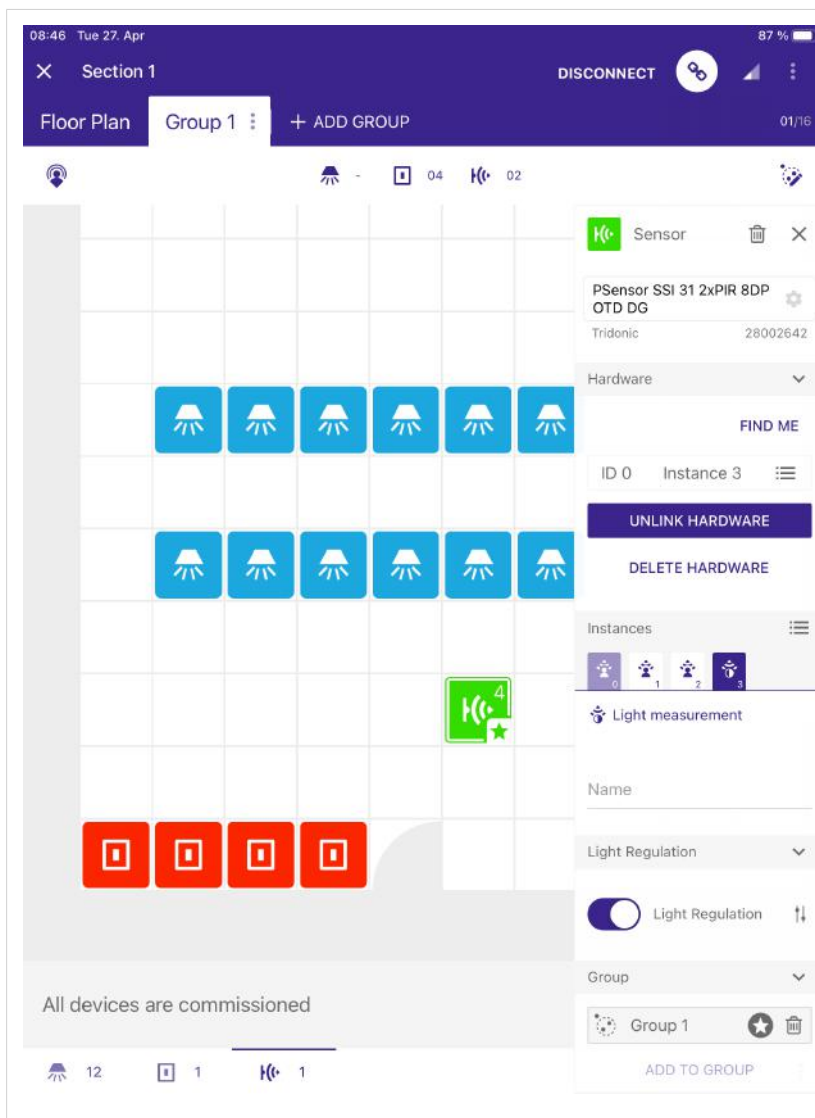 08:46 Tue 27. Apr 87 %
Section 1 DISCONNECT
Floor Plan Group 1 + ADD GROUP 01/16
- 04 02
Sensor
PSensor SSI 31 2xPIR 8DP
OTD DG
Tridonic 28002642
Hardware
FIND ME
ID 0 Instance 3
UNLINK HARDWARE
DELETE HARDWARE
Instances
0 1 2 3
4
Light measurement
Name
Light Regulation
Light Regulation
Group
All devices are commissioned
Group 1
ADD TO GROUP
12 1 1